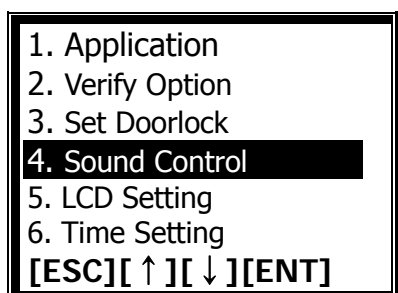 1. Application
2. Verify Option
3. Set Doorlock
4. Sound Control
5. LCD Setting
6. Time Setting
[ESC][↑][↓][ENT]